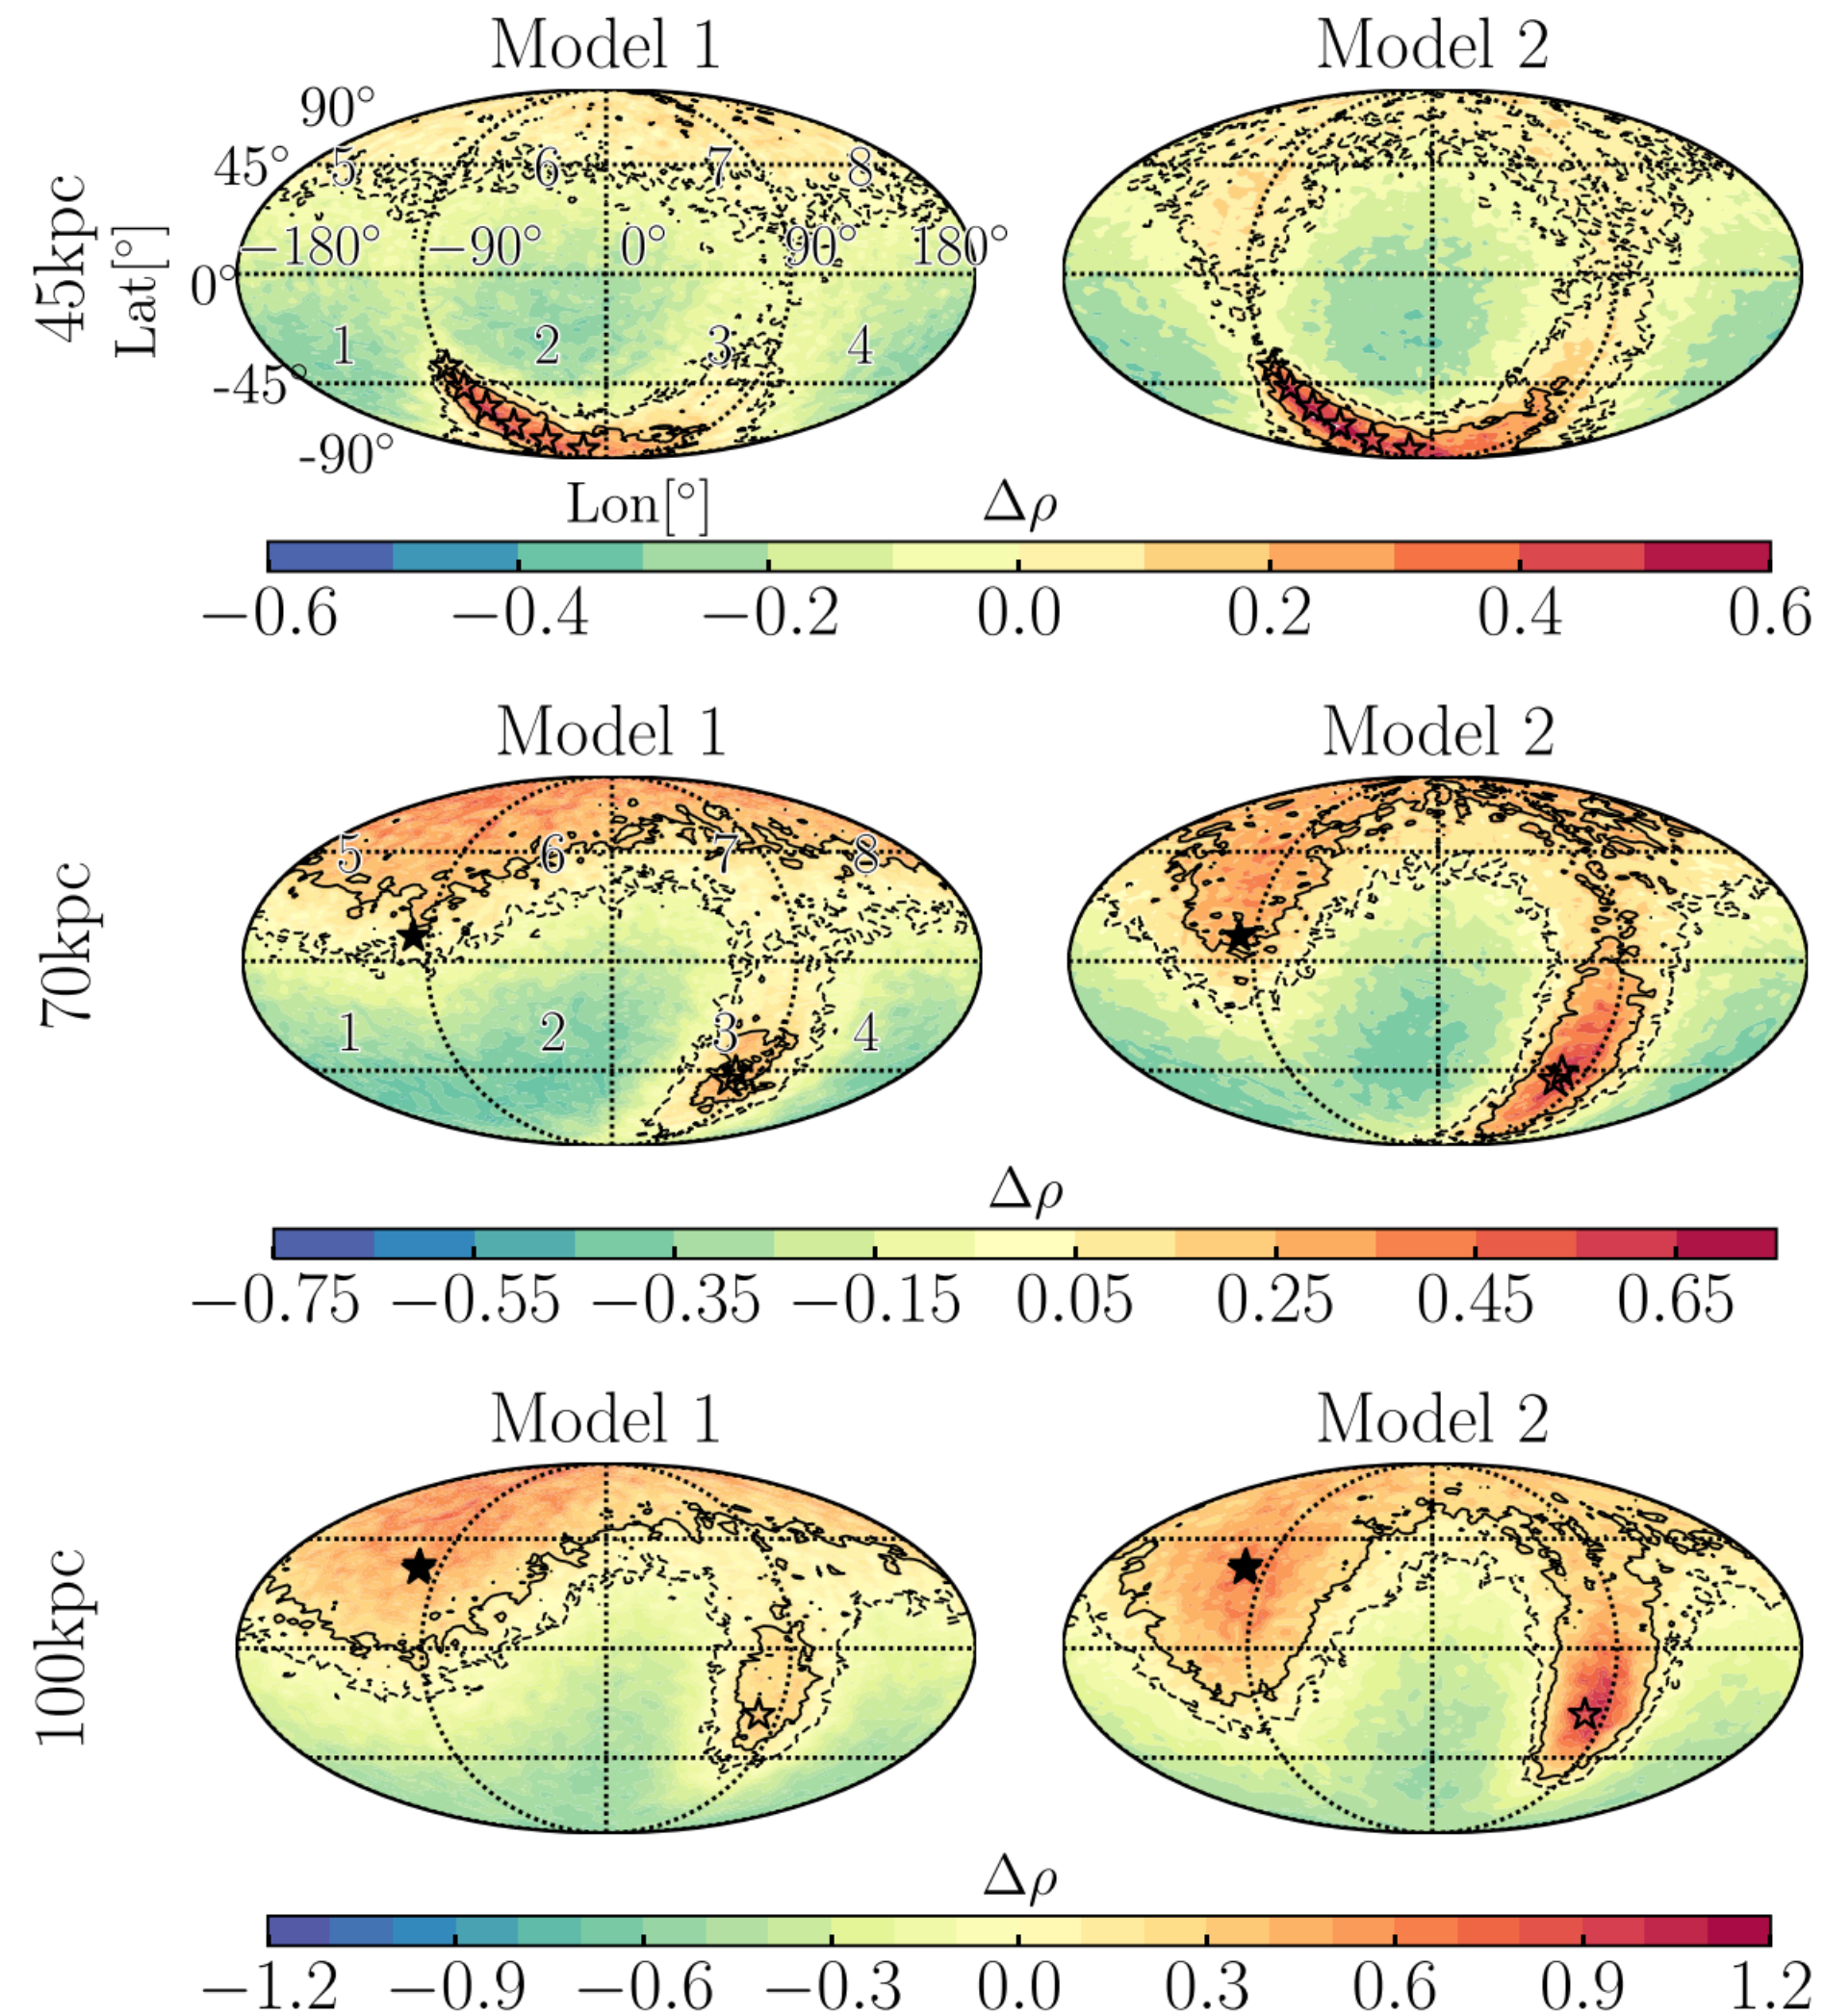 Model 1 Model 2
45kpc
Lat[°]
90°
45° 5 6 7 8
−180° −90° 0° 90° 180°
0°
1 2 3 4
-45°
-90°
Lon[°] Δρ
−0.6 −0.4 −0.2 0.0 0.2 0.4 0.6
Model 1 Model 2
70kpc
5 6 7 8
1 2 3 4
Δρ
−0.75 −0.55 −0.35 −0.15 0.05 0.25 0.45 0.65
Model 1 Model 2
100kpc
Δρ
−1.2 −0.9 −0.6 −0.3 0.0 0.3 0.6 0.9 1.2